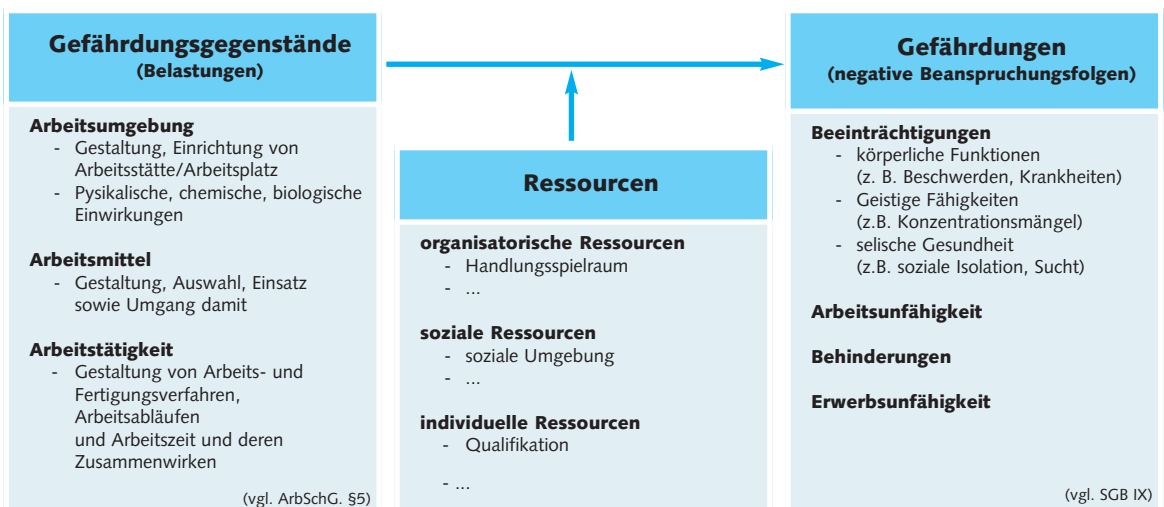 Gefährdungsgegenstände
(Belastungen)
Arbeitsumgebung
- Gestaltung, Einrichtung von
Arbeitsstätte/Arbeitsplatz
- Pysikalische, chemische, biologische
Einwirkungen
Arbeitsmittel
- Gestaltung, Auswahl, Einsatz
sowie Umgang damit
Arbeitstätigkeit
- Gestaltung von Arbeits- und
Fertigungsverfahren,
Arbeitsabläufen
und Arbeitszeit und deren
Zusammenwirken
(vgl. ArbSchG. §5)
Ressourcen
organisatorische Ressourcen
- Handlungsspielraum
- ...
soziale Ressourcen
- soziale Umgebung
- ...
individuelle Ressourcen
- Qualifikation
- ...
Gefährdungen
(negative Beanspruchungsfolgen)
Beeinträchtigungen
- körperliche Funktionen
(z. B. Beschwerden, Krankheiten)
- Geistige Fähigkeiten
(z.B. Konzentrationsmängel)
- selische Gesundheit
(z.B. soziale Isolation, Sucht)
Arbeitsunfähigkeit
Behinderungen
Erwerbsunfähigkeit
(vgl. SGB IX)